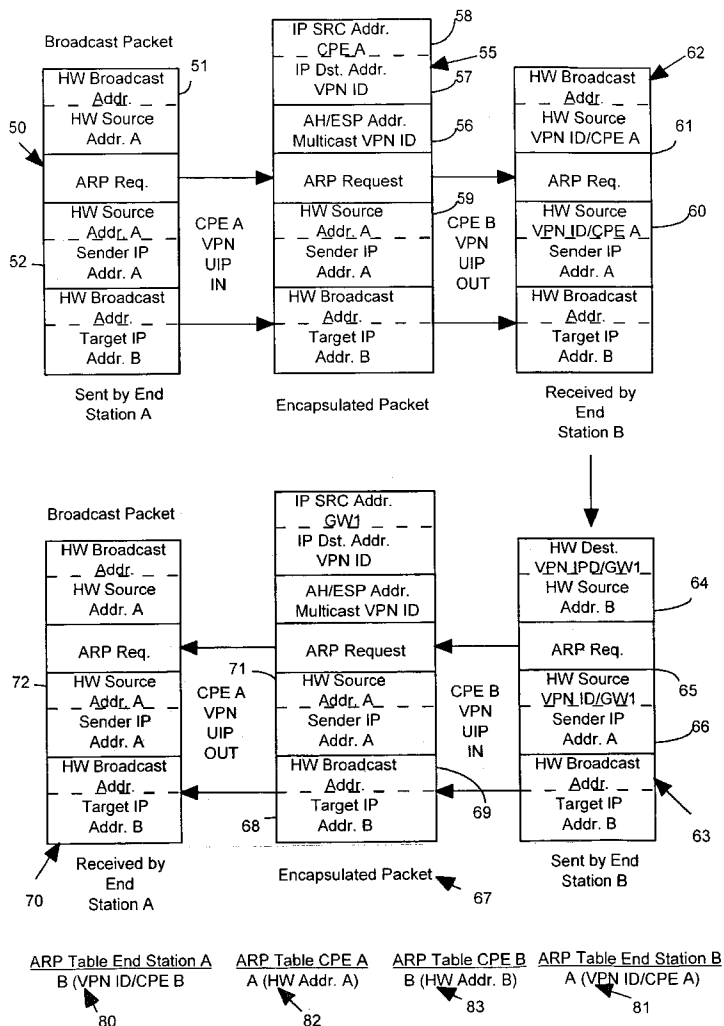 Broadcast Packet
51
HW Broadcast
Addr.
HW Source
Addr. A
50
ARP Req.
HW Source
Addr. A
Sender IP
Addr. A
52
HW Broadcast
Addr.
Target IP
Addr. B
Sent by End
Station A
CPE A
VPN
UIP
IN
58
IP SRC Addr.
CPE A
55
IP Dst. Addr.
VPN ID
57
AH/ESP Addr.
Multicast VPN ID
56
ARP Request
59
HW Source
Addr. A
Sender IP
Addr. A
HW Broadcast
Addr.
Target IP
Addr. B
Encapsulated Packet
CPE B
VPN
UIP
OUT
62
HW Broadcast
Addr.
HW Source
VPN ID/CPE A
61
ARP Req.
HW Source
VPN ID/CPE A
60
Sender IP
Addr. A
HW Broadcast
Addr.
Target IP
Addr. B
Received by
End
Station B
Broadcast Packet
HW Broadcast
Addr.
HW Source
Addr. A
ARP Req.
72
HW Source
Addr. A
Sender IP
Addr. A
HW Broadcast
Addr.
Target IP
Addr. B
70
Received by
End
Station A
CPE A
VPN
UIP
OUT
IP SRC Addr.
GW1
IP Dst. Addr.
VPN ID
AH/ESP Addr.
Multicast VPN ID
ARP Request
71
HW Source
Addr. A
Sender IP
Addr. A
HW Broadcast
Addr.
69
Target IP
Addr. B
68
Encapsulated Packet
67
CPE B
VPN
UIP
IN
HW Dest.
VPN IPD/GW1
HW Source
Addr. B
64
ARP Req.
65
HW Source
VPN ID/GW1
Sender IP
Addr. A
66
HW Broadcast
Addr.
Target IP
Addr. B
63
Sent by End
Station B
ARP Table End Station A
B (VPN ID/CPE B
80
ARP Table CPE A
A (HW Addr. A)
82
ARP Table CPE B
B (HW Addr. B)
83
ARP Table End Station B
A (VPN ID/CPE A)
81